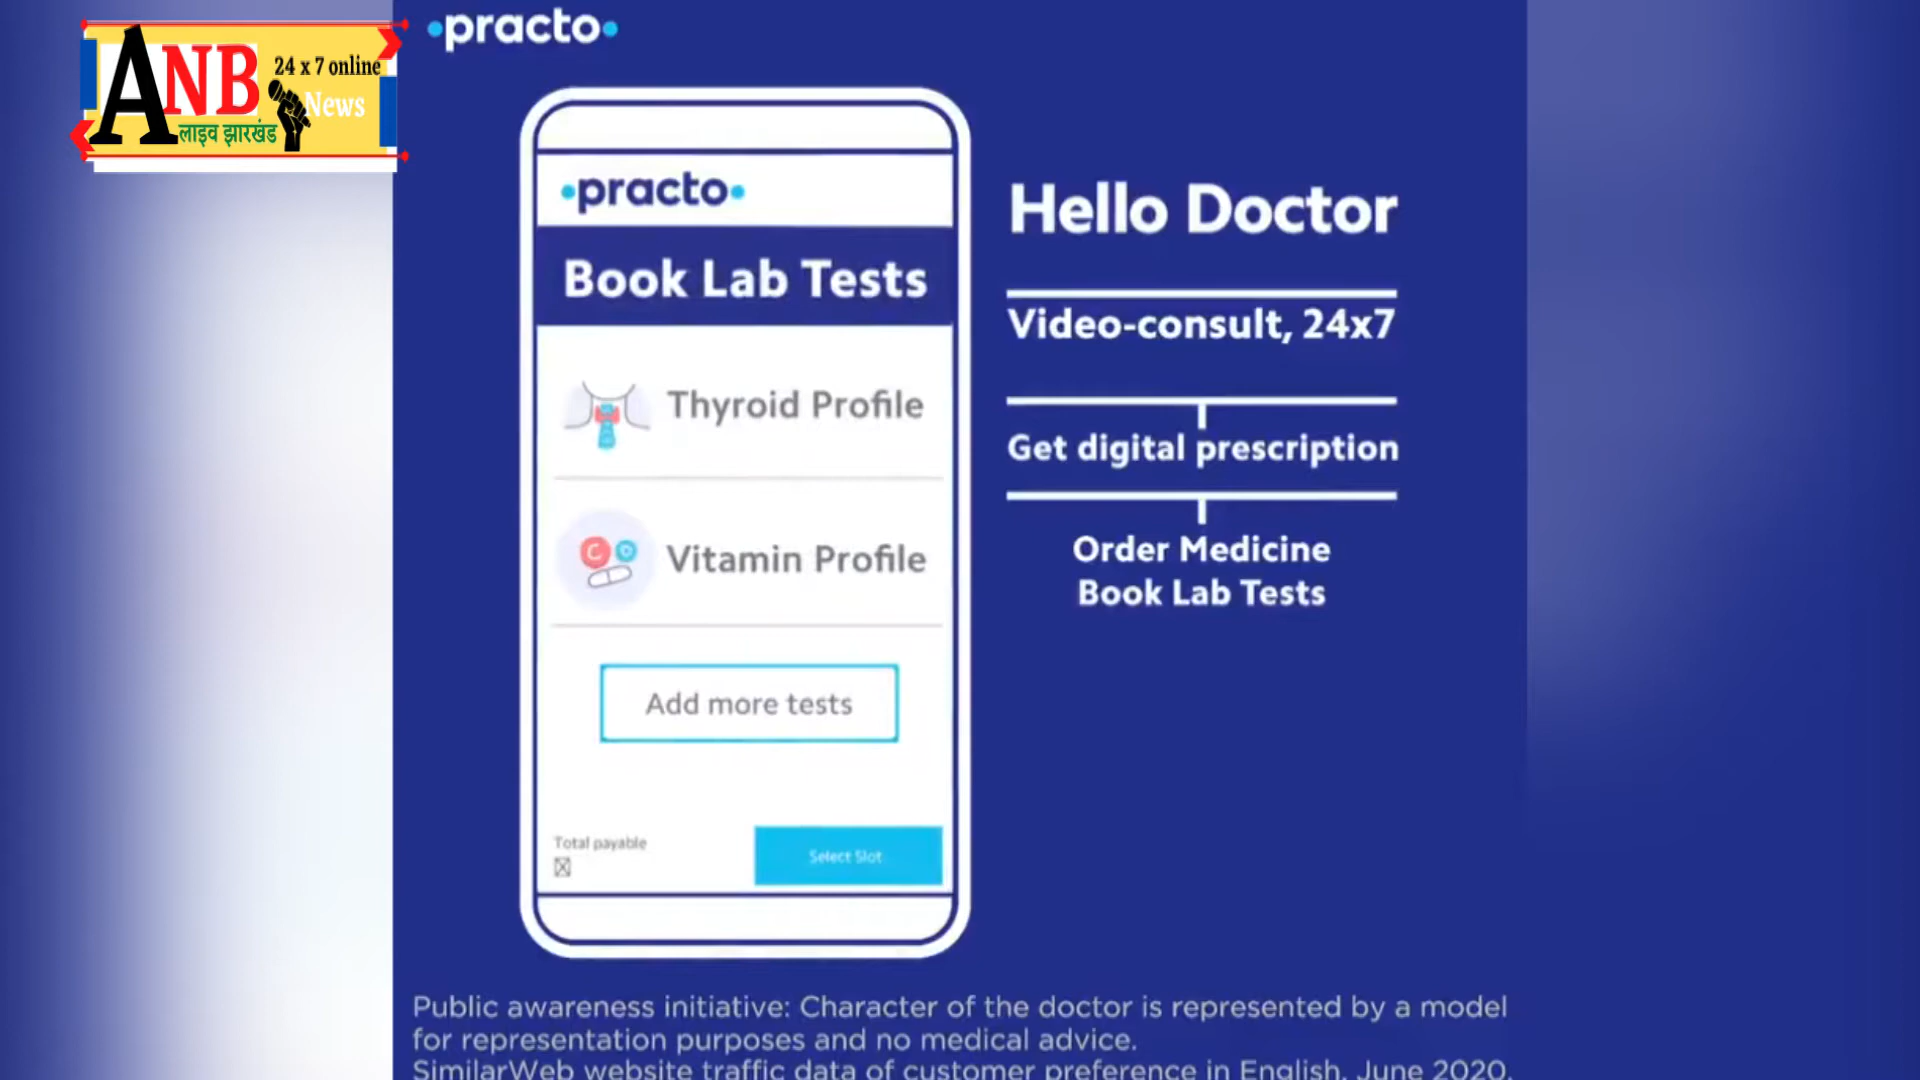 ANB
24 x 7 online
News
लाइव झारखंड
practo
practo
Book Lab Tests
Thyroid Profile
C D
Vitamin Profile
Add more tests
Total payable
Select Slot
Hello Doctor
Video-consult, 24x7
Get digital prescription
Order Medicine
Book Lab Tests
Public awareness initiative: Character of the doctor is represented by a model
for representation purposes and no medical advice.
SimilarWeb website traffic data of customer preference in English, June 2020.